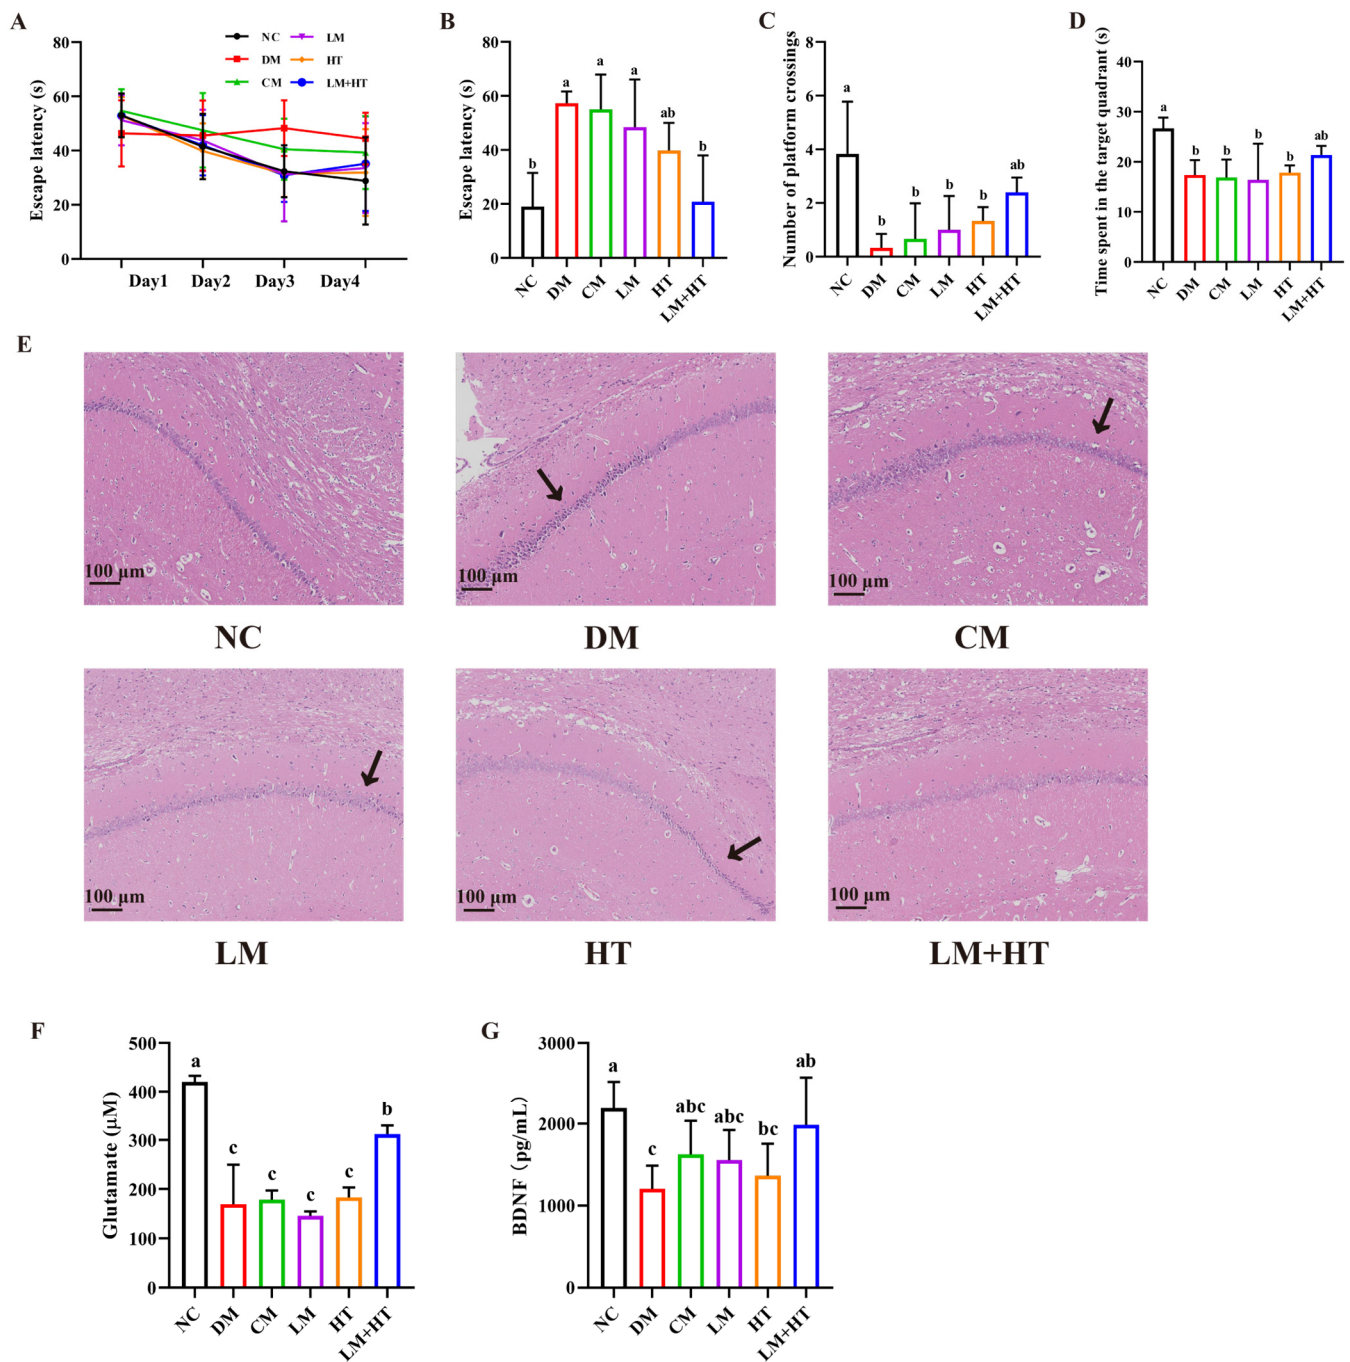 A
NC
DM
CM
LM
HT
LM+HT
Escape latency (s)
80
60
40
20
0
Day1 Day2 Day3 Day4
B
Escape latency (s)
80
60
40
20
0
b a a a ab b
NC DM CM LM HT LM+HT
C
Number of platform crossings
8
6
4
2
0
a b b b b ab
NC DM CM LM HT LM+HT
D
Time spent in the target quadrant (s)
40
30
20
10
0
a b b b b ab
NC DM CM LM HT LM+HT
E
100 μm
NC
100 μm
DM
100 μm
CM
100 μm
LM
100 μm
HT
100 μm
LM+HT
F
Glutamate (μM)
500
400
300
200
100
0
a c c c c b
NC DM CM LM HT LM+HT
G
BDNF (pg/mL)
3000
2000
1000
0
a c abc abc bc ab
NC DM CM LM HT LM+HT